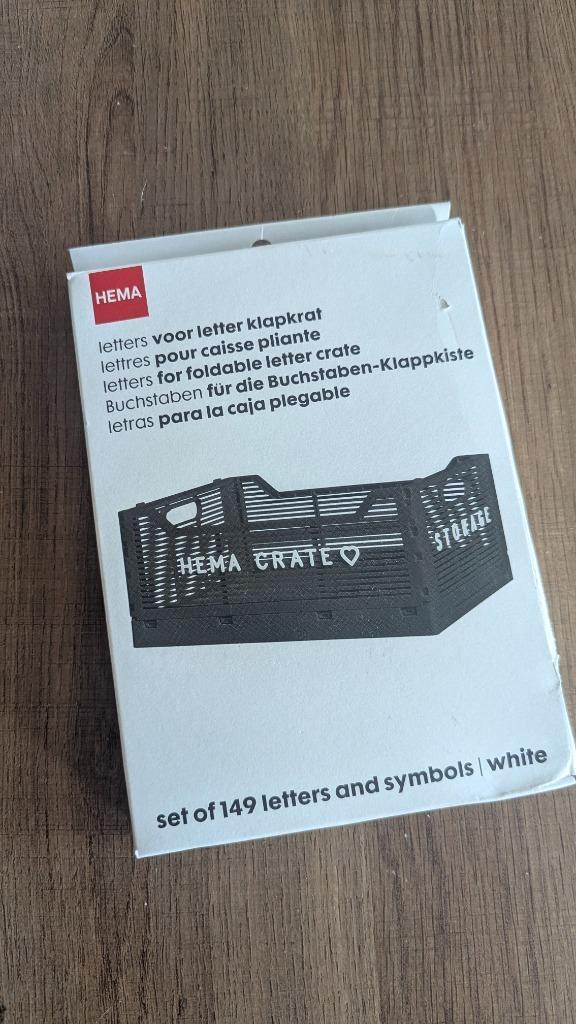 HEMA
letters voor letter klapkrat
lettres pour caisse pliante
letters for foldable letter crate
Buchstaben für die Buchstaben-Klappkiste
letras para la caja plegable
HEMA CRATE♡
STORAGE
set of 149 letters and symbols | white